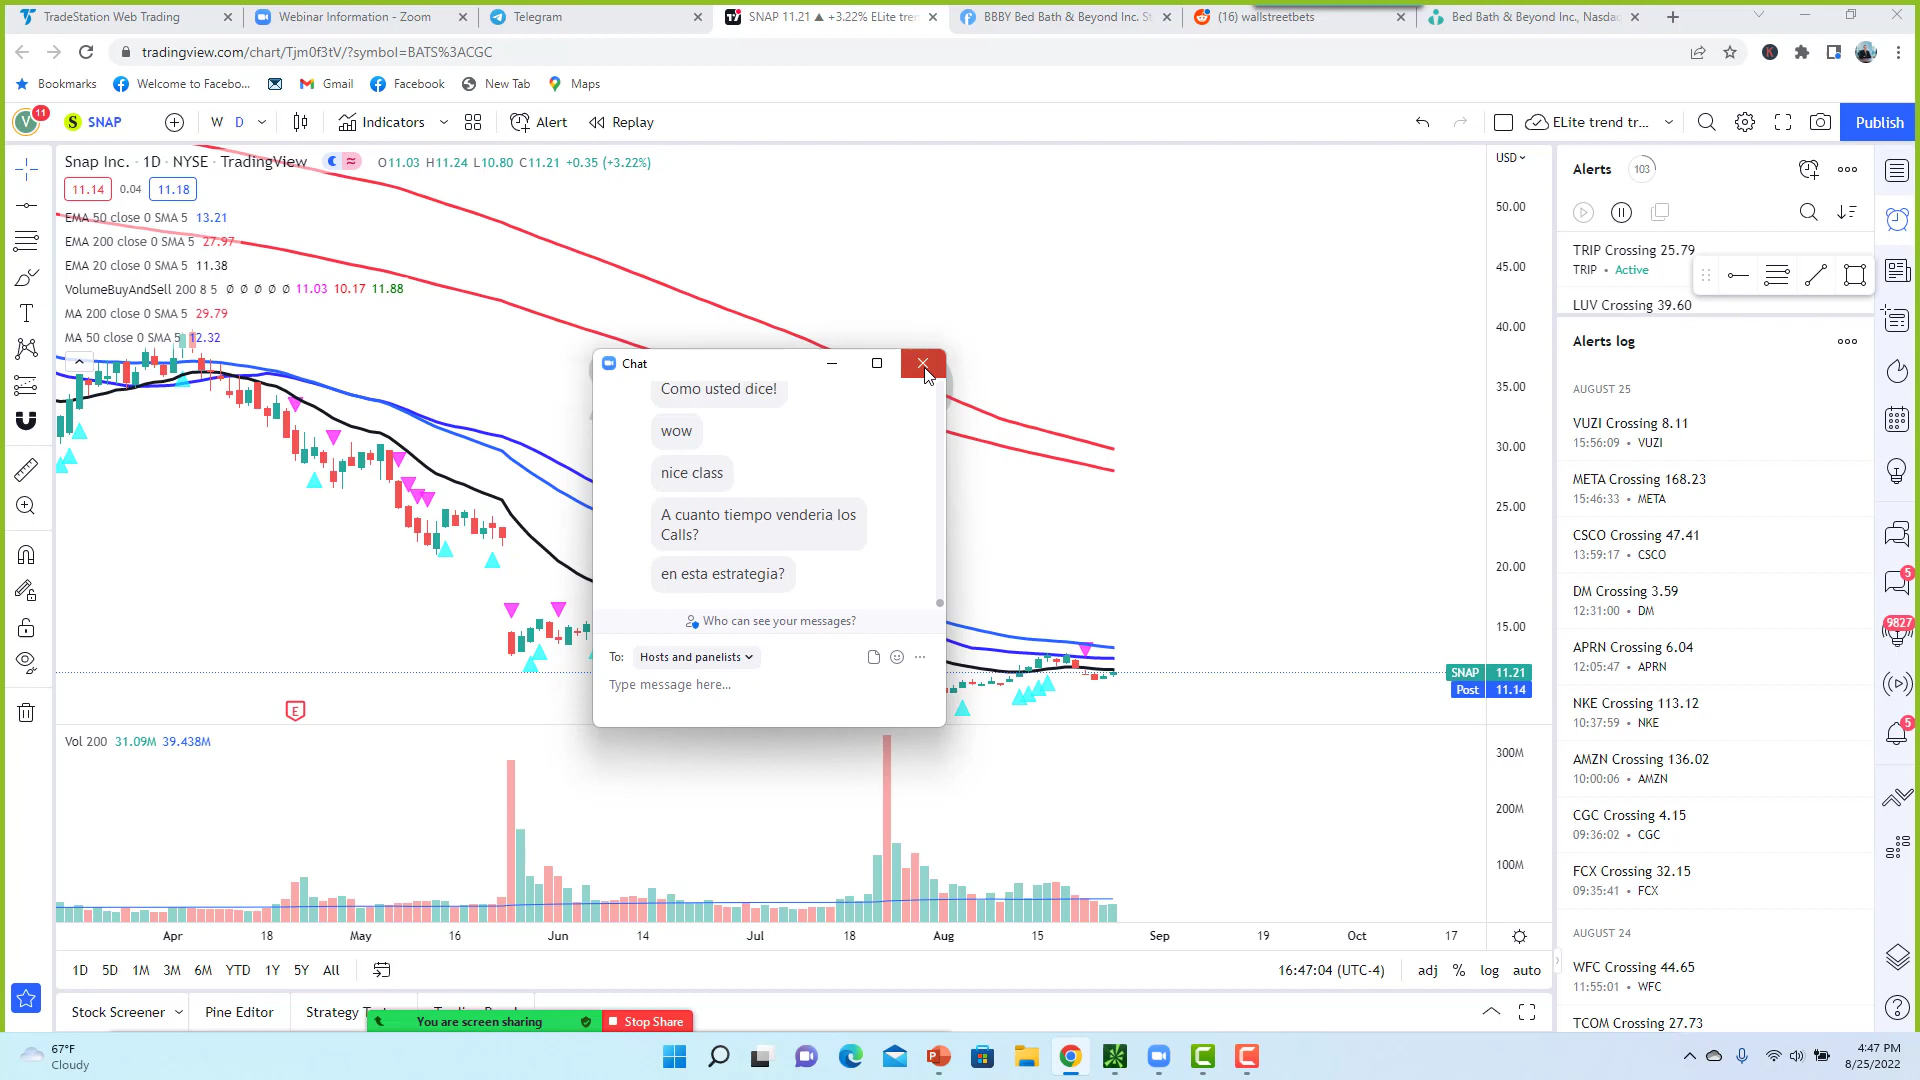 TradeStation Web Trading
Webinar Information - Zoom
Telegram
SNAP 11.21 ▲ +3.22% ELite tren
BBBY Bed Bath & Beyond Inc. St
(16) wallstreetbets
Bed Bath & Beyond Inc., Nasdaq
tradingview.com/chart/Tjm0f3tV/?symbol=BATS%3ACGC
Bookmarks
Welcome to Facebo...
Gmail
Facebook
New Tab
Maps
11
SNAP
W
D
Indicators
Alert
Replay
ELite trend tr...
Publish
Snap Inc. · 1D · NYSE · TradingView
O11.03 H11.24 L10.80 C11.21 +0.35 (+3.22%)
11.14
0.04
11.18
EMA 50 close 0 SMA 5 13.21
EMA 200 close 0 SMA 5 27.97
EMA 20 close 0 SMA 5 11.38
VolumeBuyAndSell 200 8 5 Ø Ø Ø Ø Ø 11.03 10.17 11.88
MA 200 close 0 SMA 5 29.79
MA 50 close 0 SMA 5 12.32
USD
50.00
45.00
40.00
35.00
30.00
25.00
20.00
15.00
SNAP 11.21
Post 11.14
E
Chat
Como usted dice!
wow
nice class
A cuanto tiempo venderia los
Calls?
en esta estrategia?
Who can see your messages?
To: Hosts and panelists
Type message here...
Vol 200 31.09M 39.438M
300M
200M
100M
Apr
18
May
16
Jun
14
Jul
18
Aug
15
Sep
19
Oct
17
1D
5D
1M
3M
6M
YTD
1Y
5Y
All
16:47:04 (UTC-4)
adj
%
log
auto
Stock Screener
Pine Editor
Strategy
You are screen sharing
Stop Share
Alerts
103
TRIP Crossing 25.79
TRIP • Active
LUV Crossing 39.60
Alerts log
AUGUST 25
VUZI Crossing 8.11
15:56:09 • VUZI
META Crossing 168.23
15:46:33 • META
CSCO Crossing 47.41
13:59:17 • CSCO
DM Crossing 3.59
12:31:00 • DM
APRN Crossing 6.04
12:05:47 • APRN
NKE Crossing 113.12
10:37:59 • NKE
AMZN Crossing 136.02
10:00:06 • AMZN
CGC Crossing 4.15
09:36:02 • CGC
FCX Crossing 32.15
09:35:41 • FCX
AUGUST 24
WFC Crossing 44.65
11:55:01 • WFC
TCOM Crossing 27.73
5
9827
5
67°F
Cloudy
4:47 PM
8/25/2022